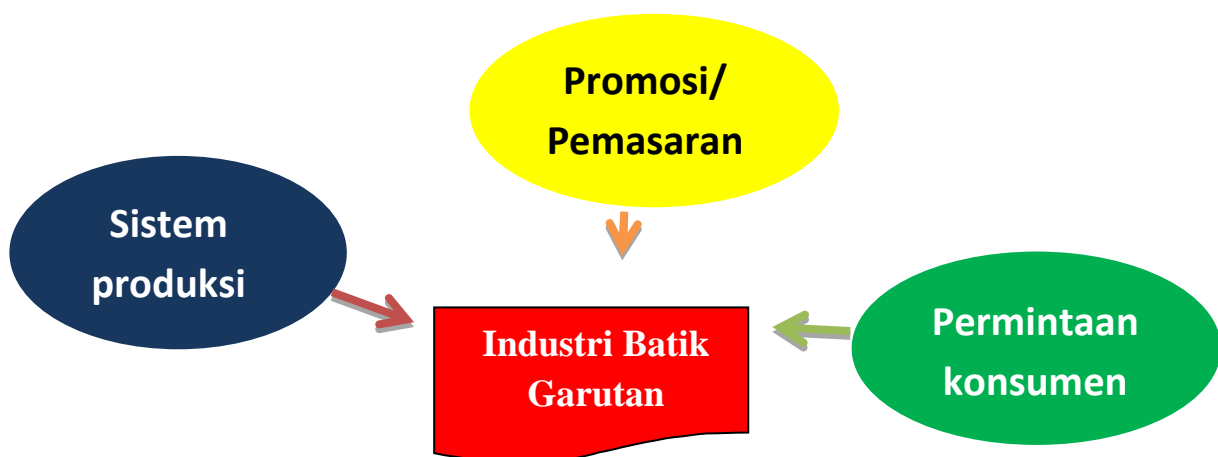 Promosi/
Pemasaran
Sistem
produksi
Industri Batik
Garutan
Permintaan
konsumen